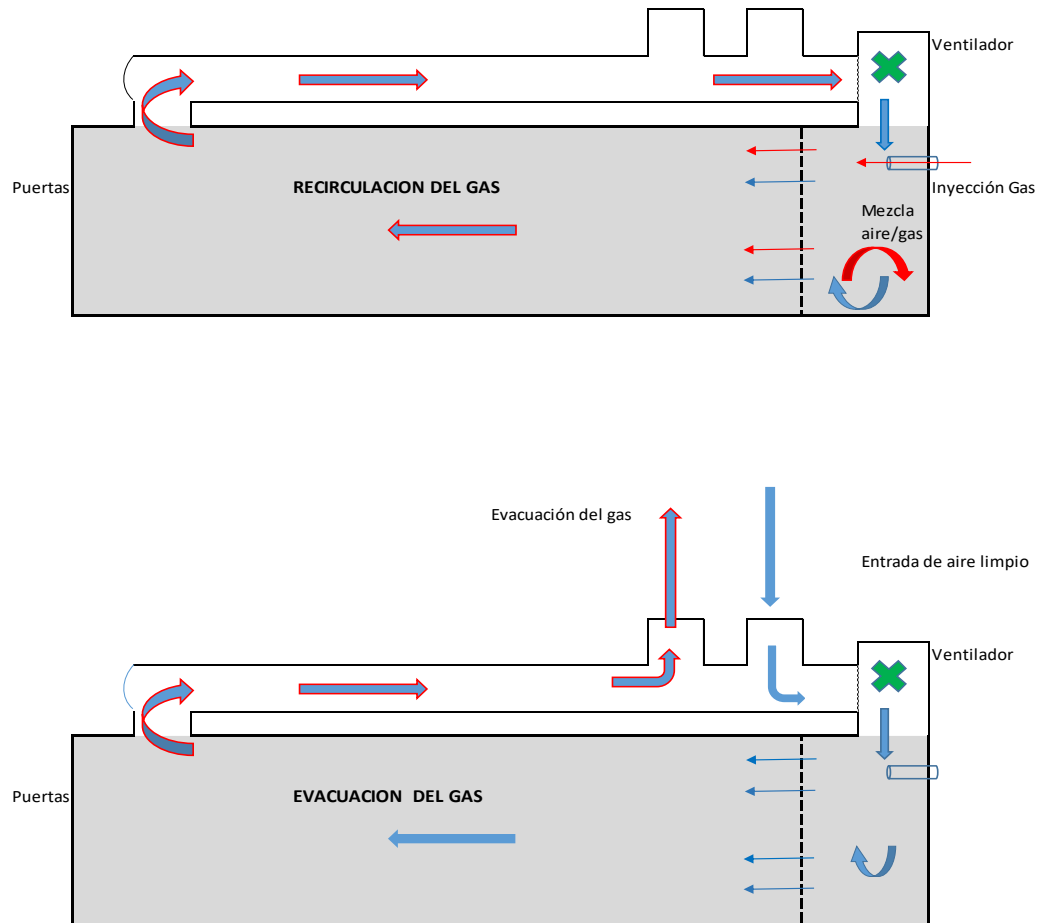 Ventilador
Puertas
RECIRCULACION DEL GAS
Inyección Gas
Mezcla
aire/gas
Evacuación del gas
Entrada de aire limpio
Ventilador
Puertas
EVACUACION DEL GAS